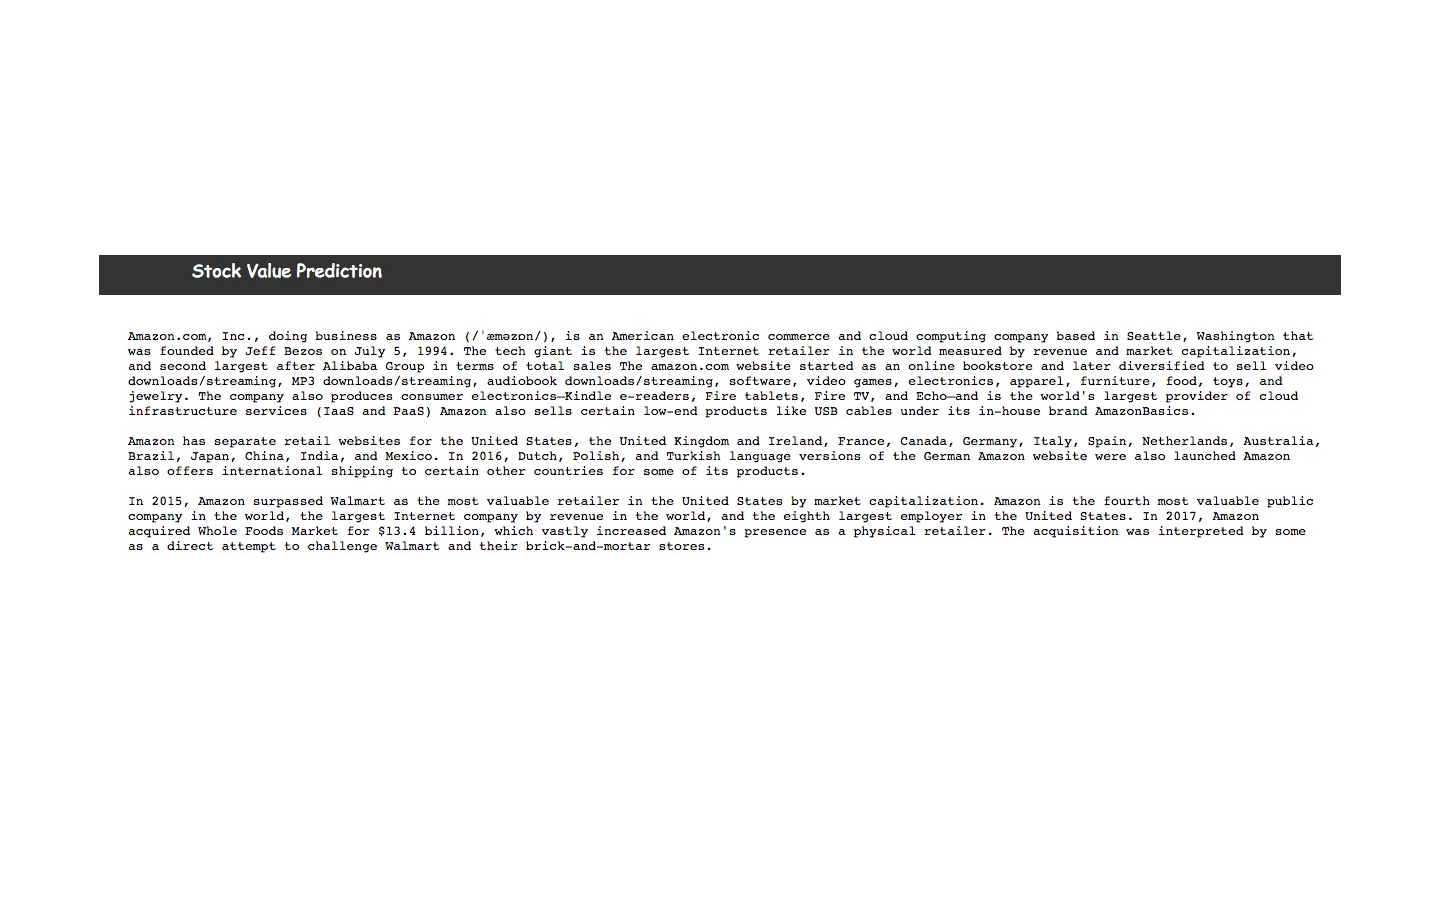 Stock Value Prediction
Amazon.com, Inc., doing business as Amazon (/ˈæməzɒn/), is an American electronic commerce and cloud computing company based in Seattle, Washington that
was founded by Jeff Bezos on July 5, 1994. The tech giant is the largest Internet retailer in the world measured by revenue and market capitalization,
and second largest after Alibaba Group in terms of total sales The amazon.com website started as an online bookstore and later diversified to sell video
downloads/streaming, MP3 downloads/streaming, audiobook downloads/streaming, software, video games, electronics, apparel, furniture, food, toys, and
jewelry. The company also produces consumer electronics—Kindle e-readers, Fire tablets, Fire TV, and Echo—and is the world's largest provider of cloud
infrastructure services (IaaS and PaaS) Amazon also sells certain low-end products like USB cables under its in-house brand AmazonBasics.
Amazon has separate retail websites for the United States, the United Kingdom and Ireland, France, Canada, Germany, Italy, Spain, Netherlands, Australia,
Brazil, Japan, China, India, and Mexico. In 2016, Dutch, Polish, and Turkish language versions of the German Amazon website were also launched Amazon
also offers international shipping to certain other countries for some of its products.
In 2015, Amazon surpassed Walmart as the most valuable retailer in the United States by market capitalization. Amazon is the fourth most valuable public
company in the world, the largest Internet company by revenue in the world, and the eighth largest employer in the United States. In 2017, Amazon
acquired Whole Foods Market for $13.4 billion, which vastly increased Amazon's presence as a physical retailer. The acquisition was interpreted by some
as a direct attempt to challenge Walmart and their brick-and-mortar stores.